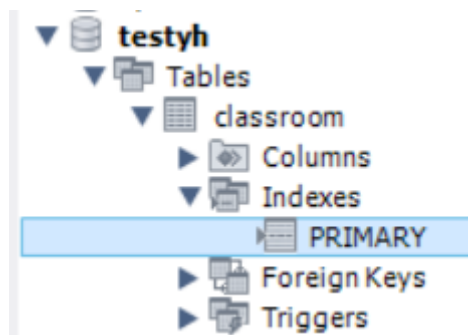 testyh
Tables
classroom
Columns
Indexes
PRIMARY
Foreign Keys
Triggers